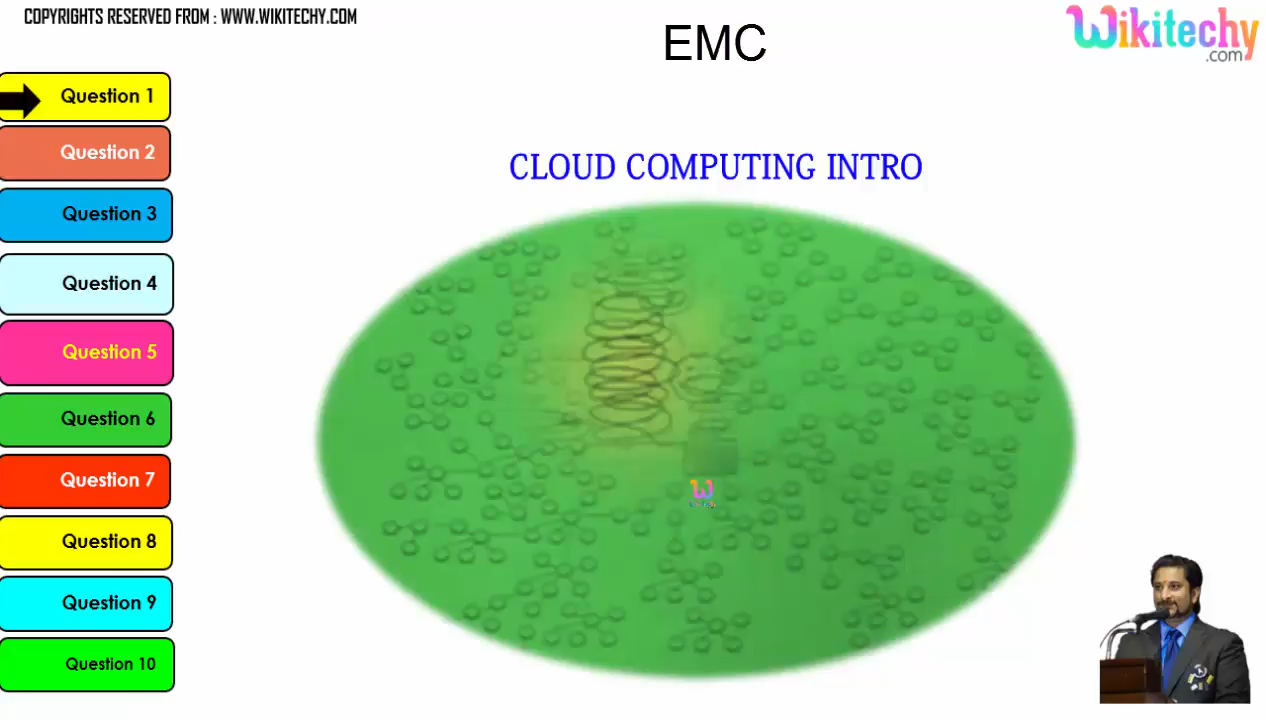 COPYRIGHTS RESERVED FROM : WWW.WIKITECHY.COM
EMC
Wikitechy
.com
CLOUD COMPUTING INTRO
Question 1
Question 2
Question 3
Question 4
Question 5
Question 6
Question 7
Question 8
Question 9
Question 10
W